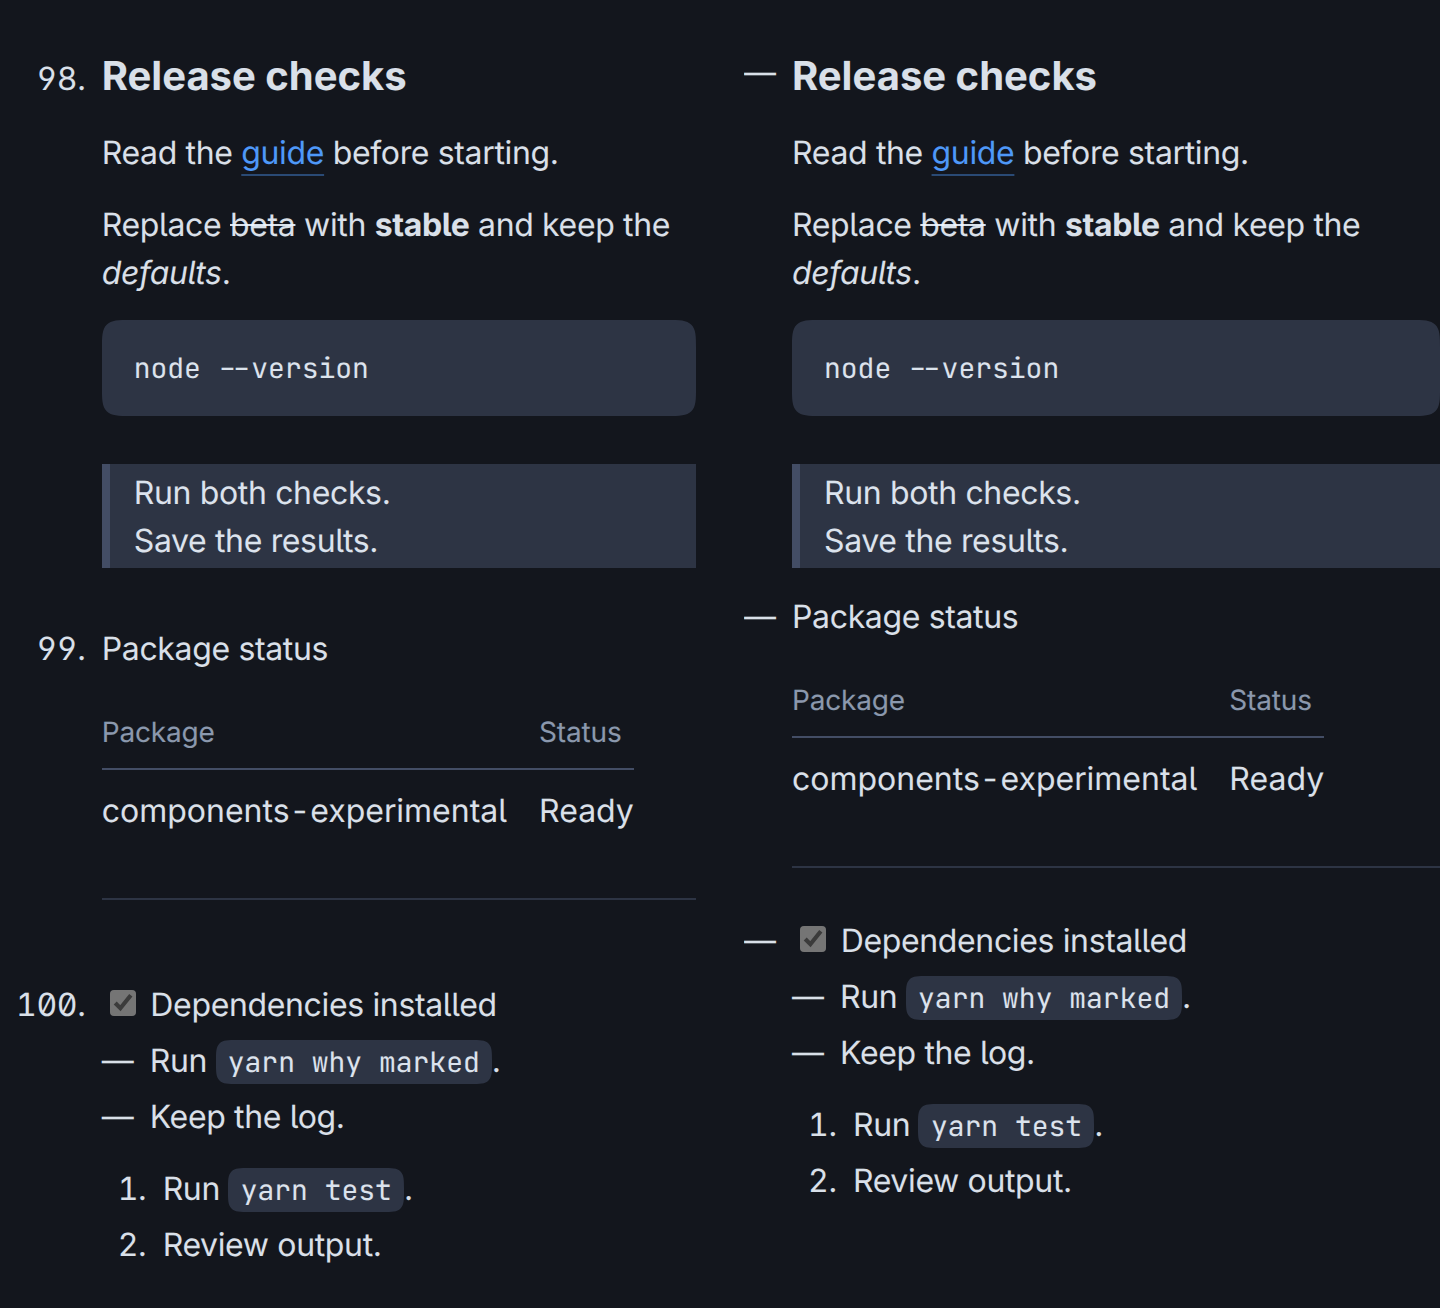 98. Release checks
Read the guide before starting.
Replace beta with stable and keep the
defaults.
node --version
Run both checks.
Save the results.
99. Package status
Package Status
components-experimental Ready
100. Dependencies installed
— Run yarn why marked.
— Keep the log.
1. Run yarn test.
2. Review output.
— Release checks
Read the guide before starting.
Replace beta with stable and keep the
defaults.
node --version
Run both checks.
Save the results.
— Package status
Package Status
components-experimental Ready
— Dependencies installed
— Run yarn why marked.
— Keep the log.
1. Run yarn test.
2. Review output.